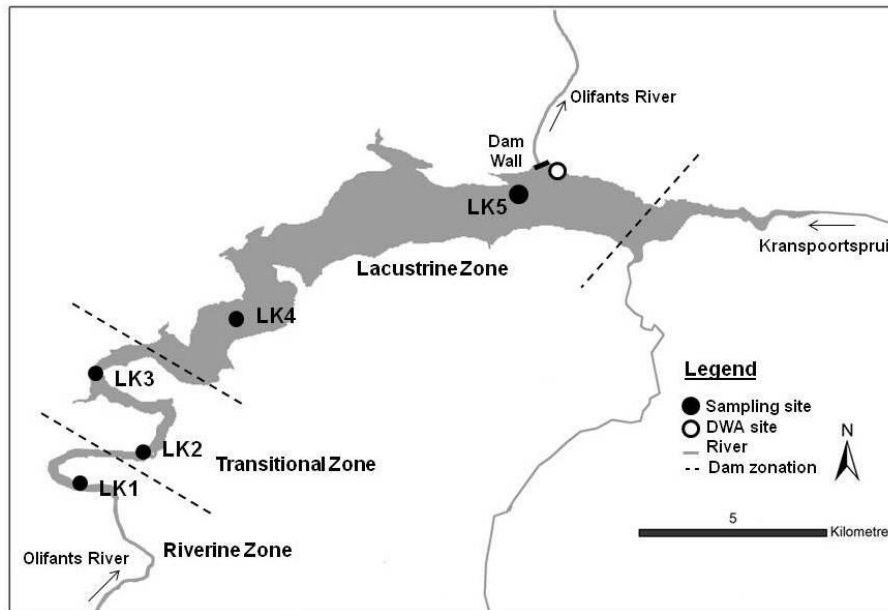 Olifants River
Dam
Wall
LK5
Kranspoortsprui
Lacustrine Zone
LK4
LK3
Legend
Sampling site
DWA site
River
Dam zonation
N
LK2
Transitional Zone
LK1
5
Kilometre
Riverine Zone
Olifants River